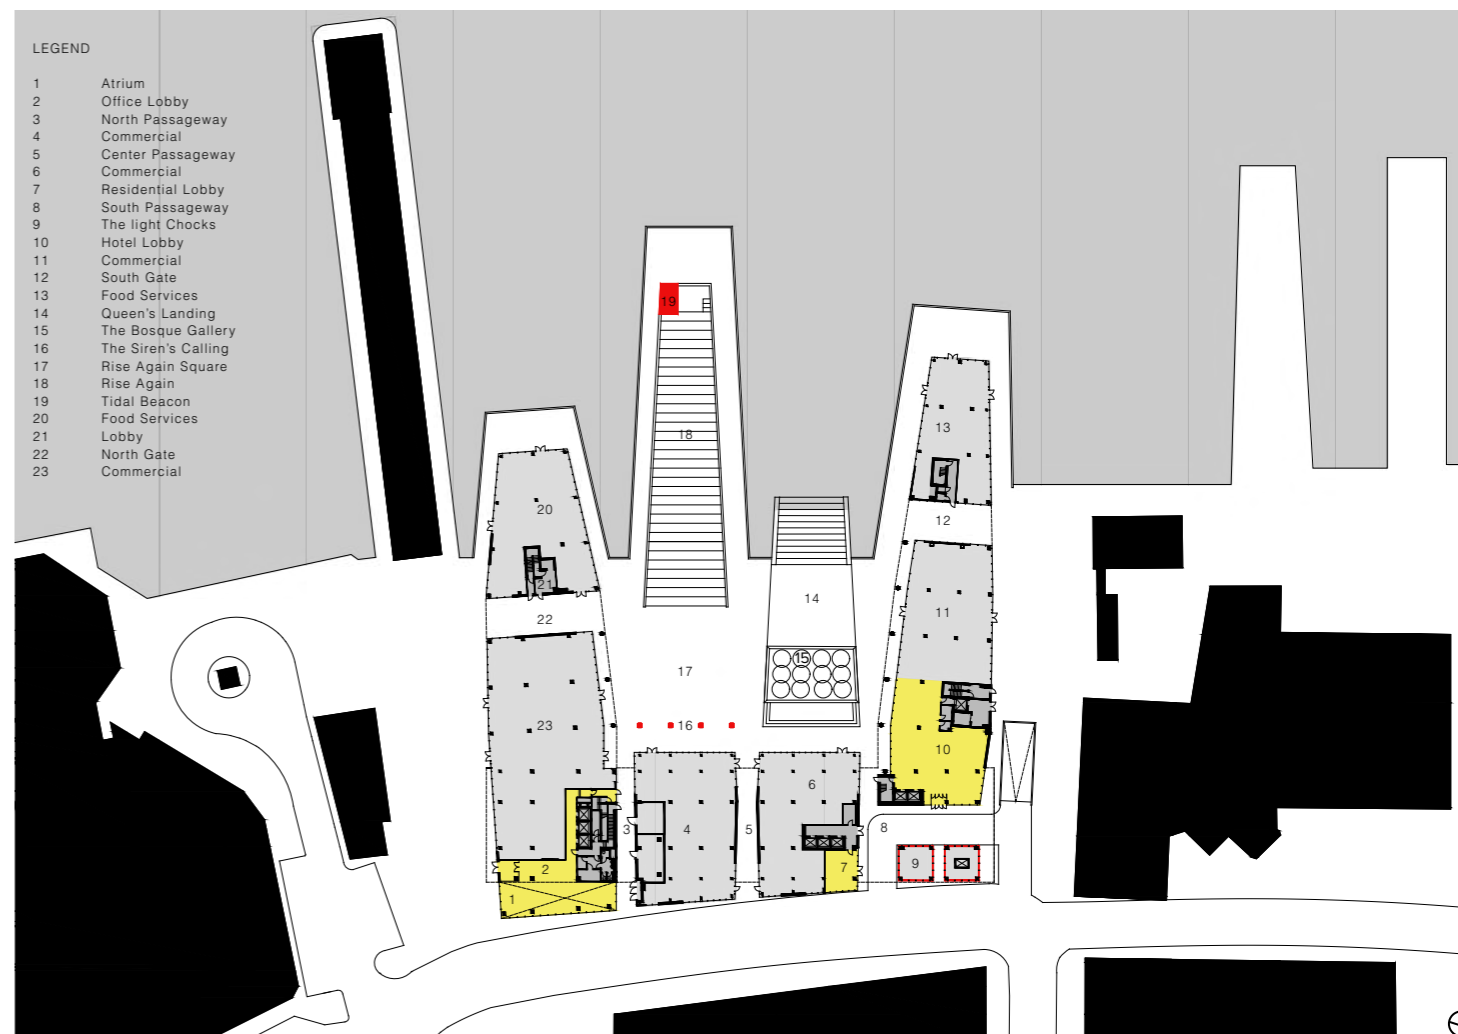 LEGEND
1 Atrium
2 Office Lobby
3 North Passageway
4 Commercial
5 Center Passageway
6 Commercial
7 Residential Lobby
8 South Passageway
9 The light Chocks
10 Hotel Lobby
11 Commercial
12 South Gate
13 Food Services
14 Queen's Landing
15 The Bosque Gallery
16 The Siren's Calling
17 Rise Again Square
18 Rise Again
19 Tidal Beacon
20 Food Services
21 Lobby
22 North Gate
23 Commercial
19
18
13
20
12
21
14
11
22
15
17
23
16
10
6
3
4
5
8
2
9
7
1